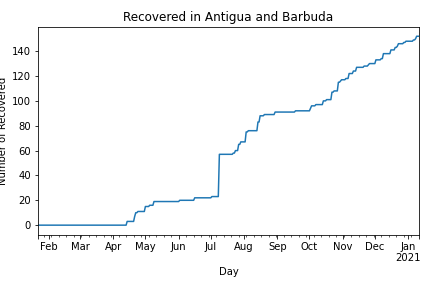 Recovered in Antigua and Barbuda
Number of Recovered
140
120
100
80
60
40
20
0
Feb Mar Apr May Jun Jul Aug Sep Oct Nov Dec Jan
2021
Day